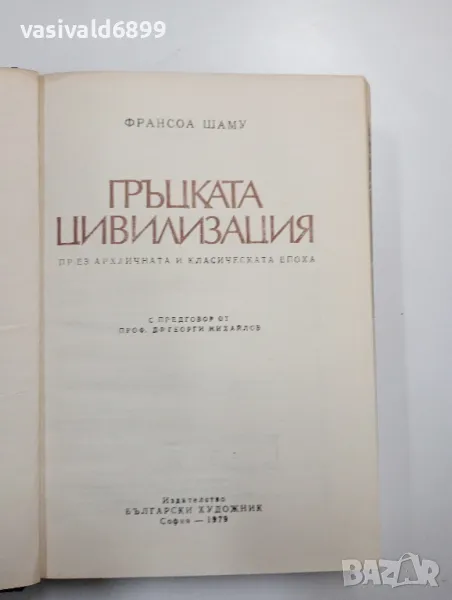 vasivald6899
ФРАНСОА ШАМУ
ГРЪЦКАТА
ЦИВИЛИЗАЦИЯ
ПРЕЗ АРХАИЧНАТА И КЛАСИЧЕСКАТА ЕПОХА
С ПРЕДГОВОР ОТ
ПРОФ. Д-Р ГЕОРГИ МИХАЙЛОВ
Издателство
БЪЛГАРСКИ ХУДОЖНИК
София — 1979
BAZAR